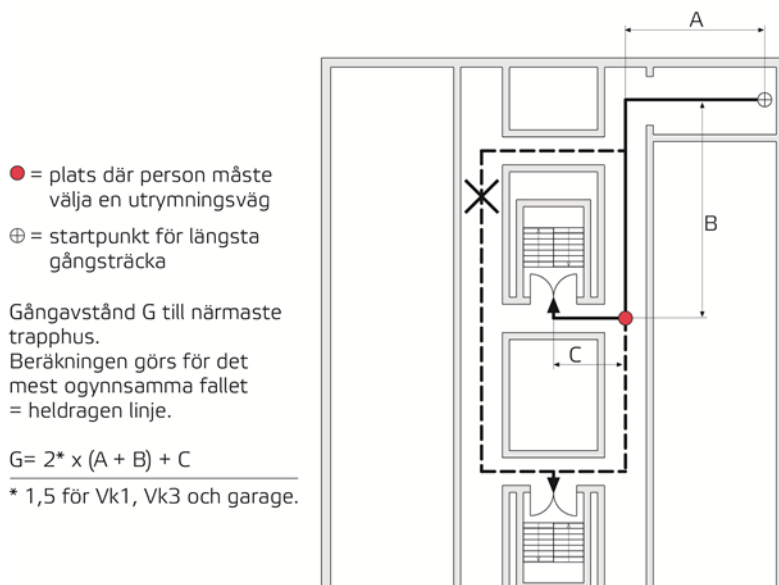 A
= plats där person måste
välja en utrymningsväg
= startpunkt för längsta
gångsträcka
B
Gångavstånd G till närmaste
trapphus.
Beräkningen görs för det
mest ogynnsamma fallet
= heldragen linje.
C
G= 2* x (A + B) + C
* 1,5 för Vk1, Vk3 och garage.